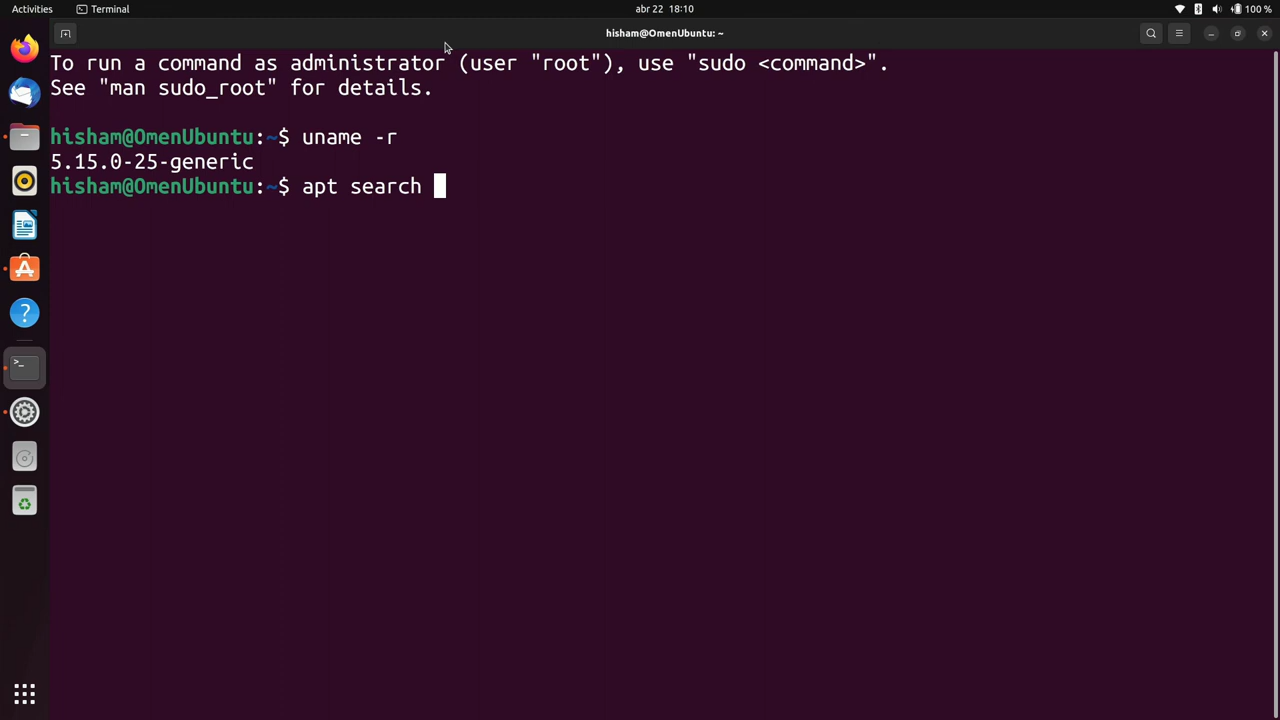 Activities
Terminal
abr 22 18:10
100 %
hisham@OmenUbuntu: ~
To run a command as administrator (user "root"), use "sudo <command>".
See "man sudo_root" for details.
hisham@OmenUbuntu:~$ uname -r
5.15.0-25-generic
hisham@OmenUbuntu:~$ apt search